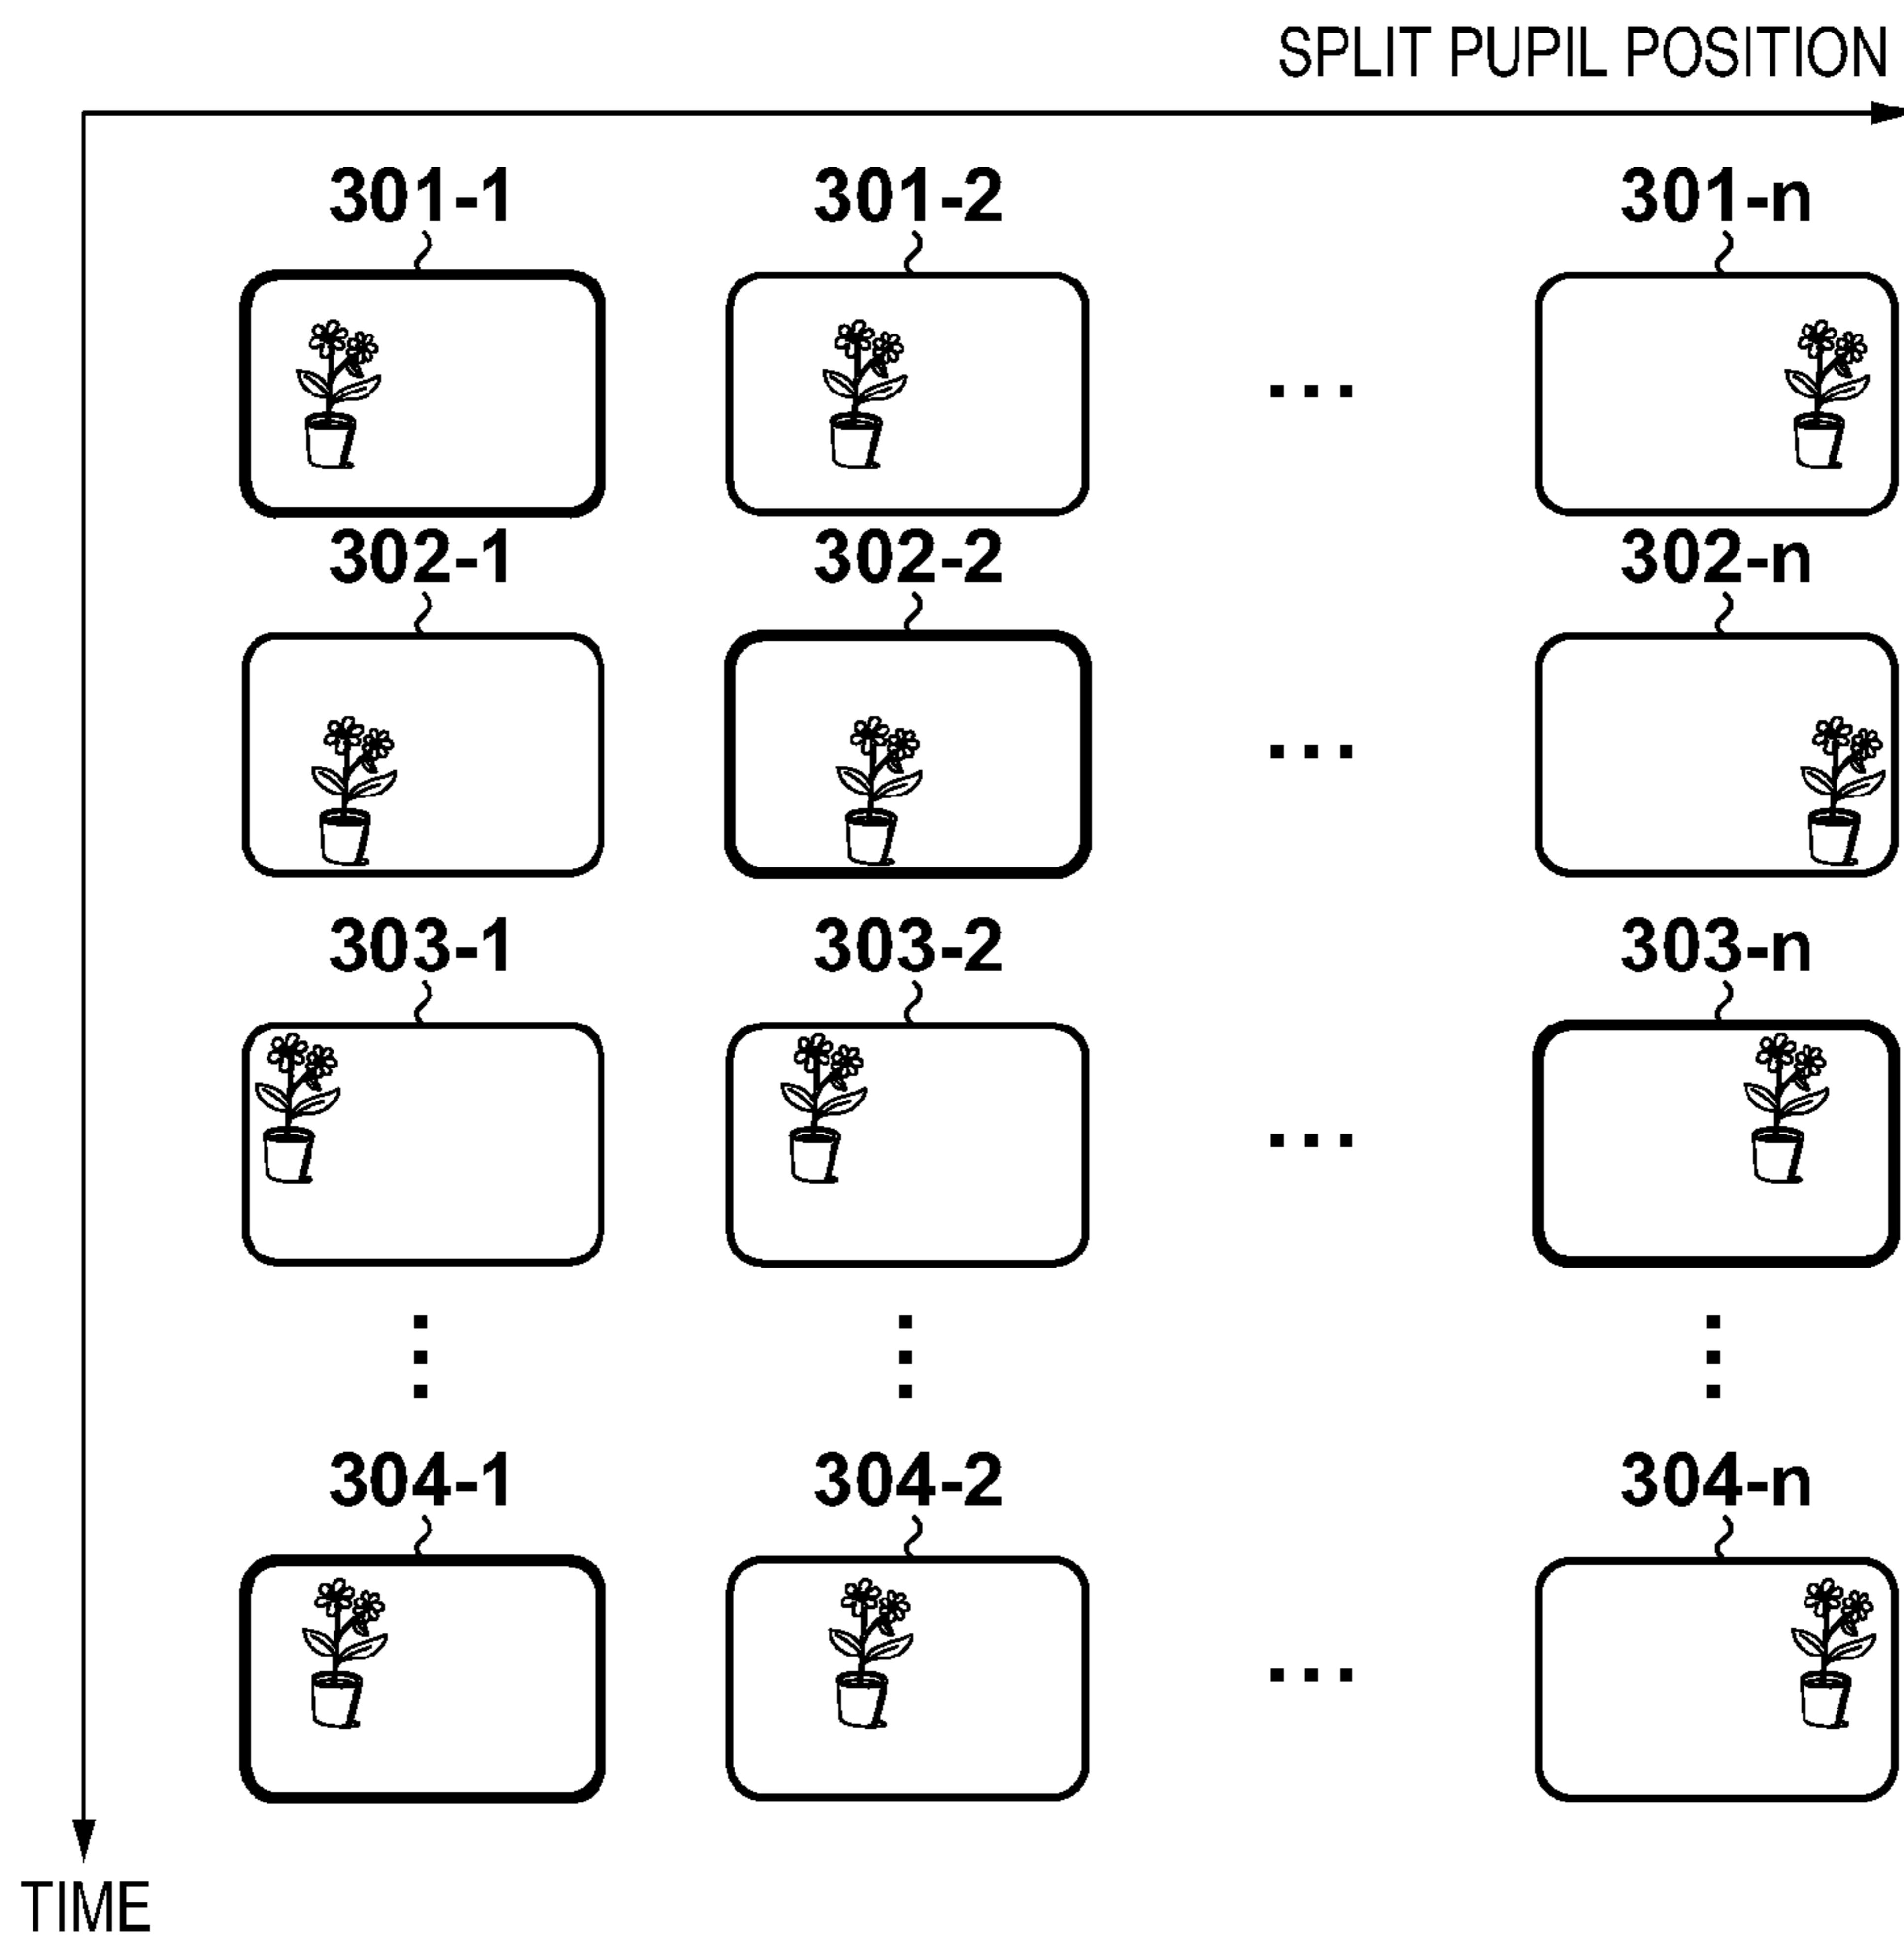 SPLIT PUPIL POSITION
301-1 301-2 301-n
... ... ...
302-1 302-2 302-n
303-1 303-2 303-n
304-1 304-2 304-n
TIME